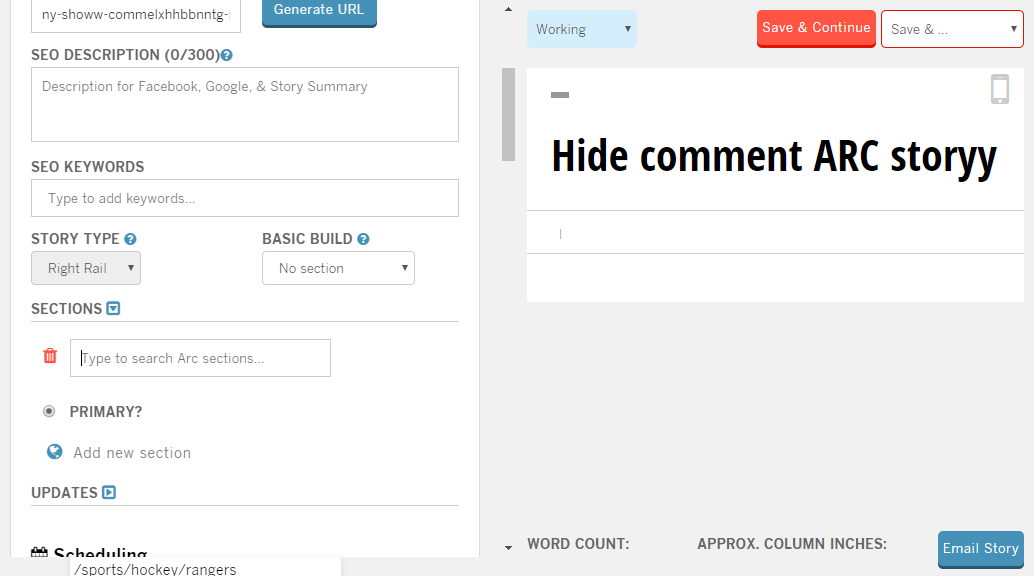 ny-showw-commelxhhbbnntg-
Generate URL
SEO DESCRIPTION (0/300)
Description for Facebook, Google, & Story Summary
SEO KEYWORDS
Type to add keywords...
STORY TYPE
BASIC BUILD
Right Rail
No section
SECTIONS
Type to search Arc sections...
PRIMARY?
Add new section
UPDATES
Scheduling
/sports/hockey/rangers
Working
Save & Continue
Save & ...
Hide comment ARC storyy
WORD COUNT:
APPROX. COLUMN INCHES:
Email Story